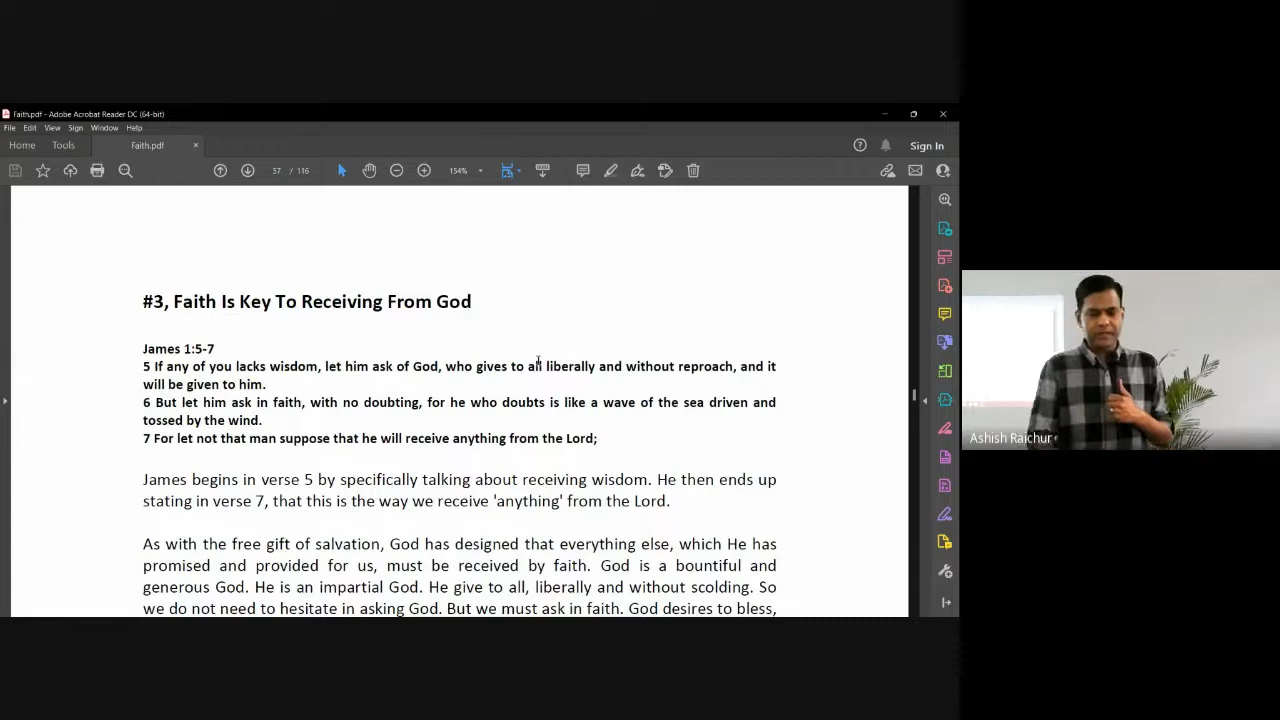 Faith.pdf - Adobe Acrobat Reader DC (64-bit)
File Edit View Sign Window Help
Home Tools Faith.pdf × Sign In
57 / 116 154%
#3, Faith Is Key To Receiving From God
James 1:5-7
5 If any of you lacks wisdom, let him ask of God, who gives to all liberally and without reproach, and it
will be given to him.
6 But let him ask in faith, with no doubting, for he who doubts is like a wave of the sea driven and
tossed by the wind.
7 For let not that man suppose that he will receive anything from the Lord;
James begins in verse 5 by specifically talking about receiving wisdom. He then ends up
stating in verse 7, that this is the way we receive 'anything' from the Lord.
As with the free gift of salvation, God has designed that everything else, which He has
promised and provided for us, must be received by faith. God is a bountiful and
generous God. He is an impartial God. He give to all, liberally and without scolding. So
we do not need to hesitate in asking God. But we must ask in faith. God desires to bless,
Ashish Raichur